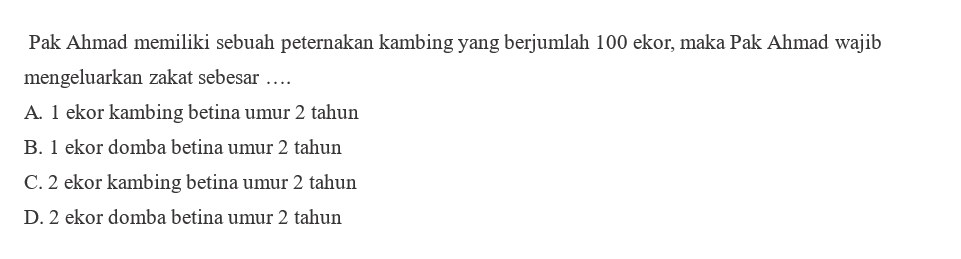 Pak Ahmad memiliki sebuah peternakan kambing yang berjumlah 100 ekor, maka Pak Ahmad wajib
mengeluarkan zakat sebesar ….
A. 1 ekor kambing betina umur 2 tahun
B. 1 ekor domba betina umur 2 tahun
C. 2 ekor kambing betina umur 2 tahun
D. 2 ekor domba betina umur 2 tahun